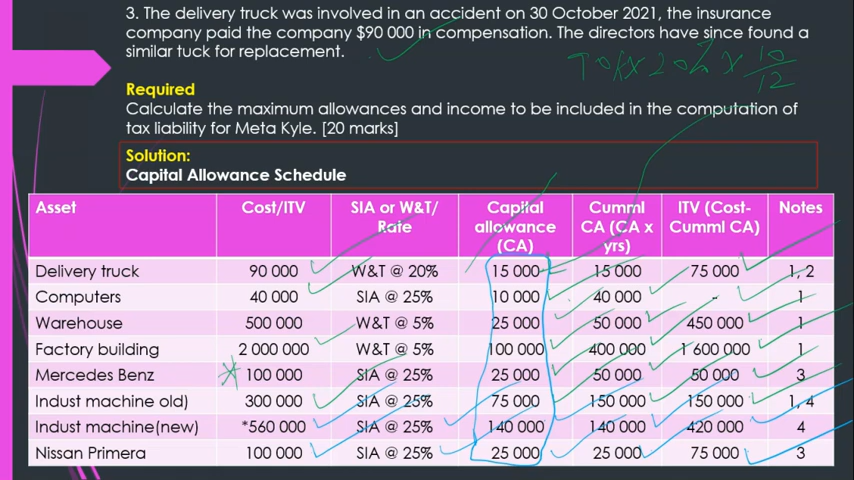 3. The delivery truck was involved in an accident on 30 October 2021, the insurance
company paid the company $90 000 in compensation. The directors have since found a
similar tuck for replacement.
90k x 20% x 10/12
Required
Calculate the maximum allowances and income to be included in the computation of
tax liability for Meta Kyle. [20 marks]
Solution:
Capital Allowance Schedule
Asset Cost/ITV SIA or W&T/ Rate Capital allowance (CA) Cumml CA (CA x yrs) ITV (Cost- Cumml CA) Notes
Delivery truck 90 000 W&T @ 20% 15 000 15 000 75 000 1, 2
Computers 40 000 SIA @ 25% 10 000 40 000 - 1
Warehouse 500 000 W&T @ 5% 25 000 50 000 450 000 1
Factory building 2 000 000 W&T @ 5% 100 000 400 000 1 600 000 1
* Mercedes Benz 100 000 SIA @ 25% 25 000 50 000 50 000 3
Indust machine old) 300 000 SIA @ 25% 75 000 150 000 150 000 1, 4
Indust machine(new) *560 000 SIA @ 25% 140 000 140 000 420 000 4
Nissan Primera 100 000 SIA @ 25% 25 000 25 000 75 000 3